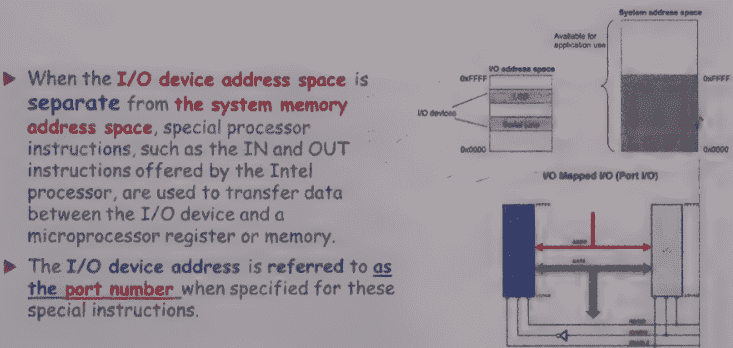 When the I/O device address space is
separate from the system memory
address space, special processor
instructions, such as the IN and OUT
instructions offered by the Intel
processor, are used to transfer data
between the I/O device and a
microprocessor register or memory.
The I/O device address is referred to as
the port number when specified for these
special instructions.
System address space
Available for
application use
I/O address space
0xFFFF
0xFFFF
I/O devices
0x0000
0x0000
I/O Mapped I/O (Port I/O)